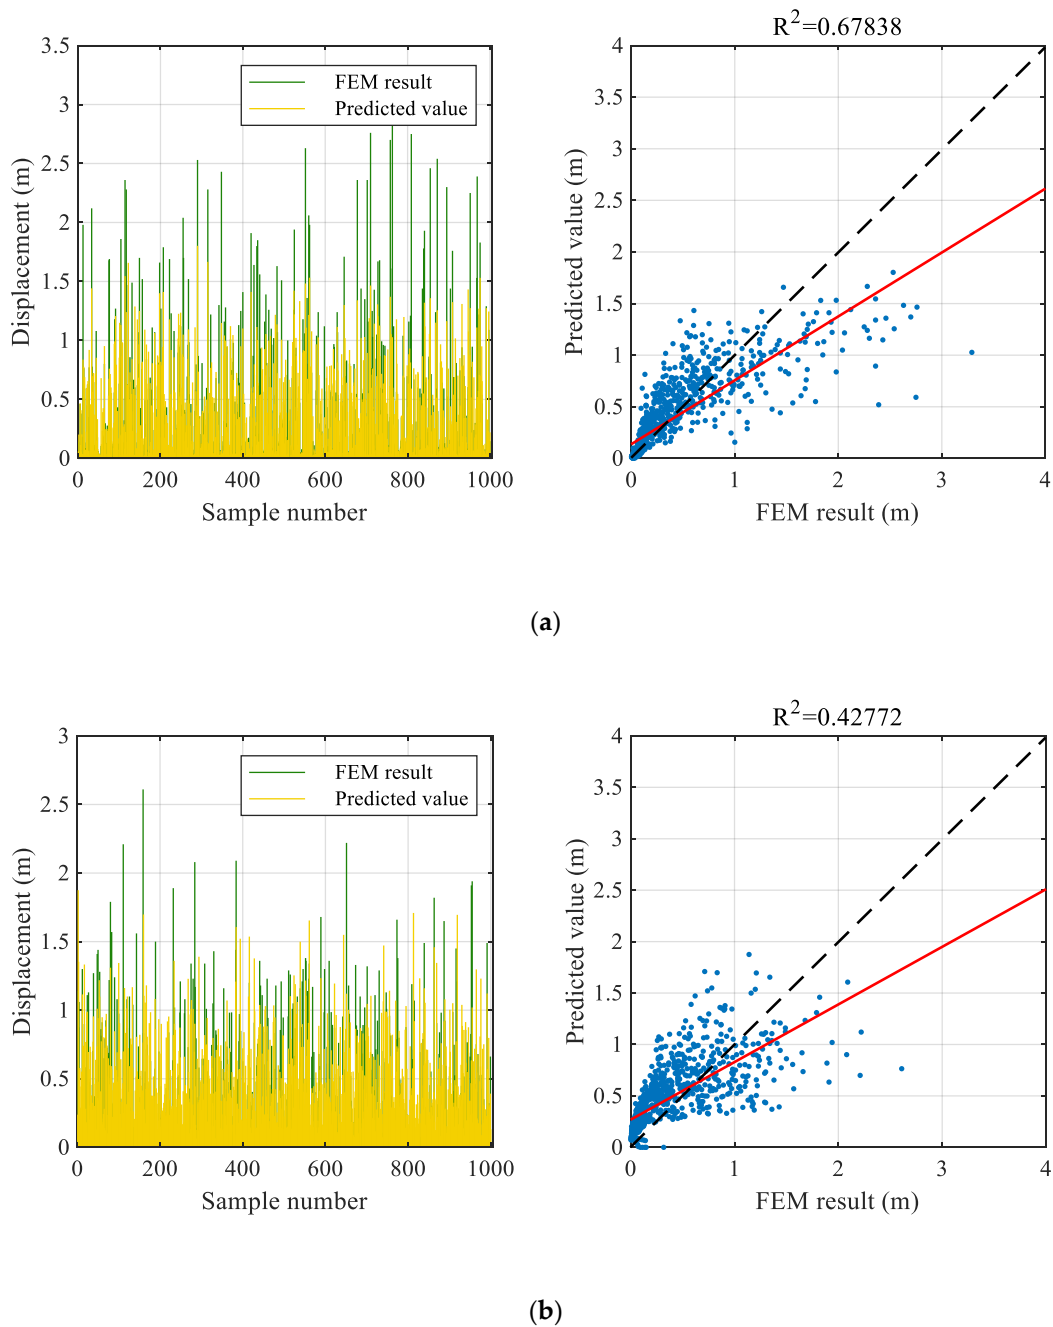 R²=0.67838
3.5
3
2.5
2
1.5
1
0.5
0
Displacement (m)
FEM result
Predicted value
0 200 400 600 800 1000
Sample number
4
3.5
3
2.5
2
1.5
1
0.5
0
Predicted value (m)
0 1 2 3 4
FEM result (m)
(a)
R²=0.42772
3
2.5
2
1.5
1
0.5
0
Displacement (m)
FEM result
Predicted value
0 200 400 600 800 1000
Sample number
4
3.5
3
2.5
2
1.5
1
0.5
0
Predicted value (m)
0 1 2 3 4
FEM result (m)
(b)